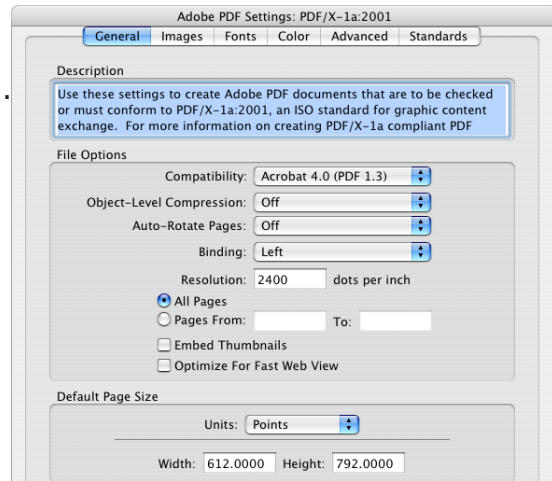 Adobe PDF Settings: PDF/X-1a:2001
General Images Fonts Color Advanced Standards
Description
Use these settings to create Adobe PDF documents that are to be checked
or must conform to PDF/X-1a:2001, an ISO standard for graphic content
exchange.  For more information on creating PDF/X-1a compliant PDF
File Options
Compatibility: Acrobat 4.0 (PDF 1.3)
Object-Level Compression: Off
Auto-Rotate Pages: Off
Binding: Left
Resolution: 2400 dots per inch
All Pages
Pages From: To:
Embed Thumbnails
Optimize For Fast Web View
Default Page Size
Units: Points
Width: 612.0000 Height: 792.0000